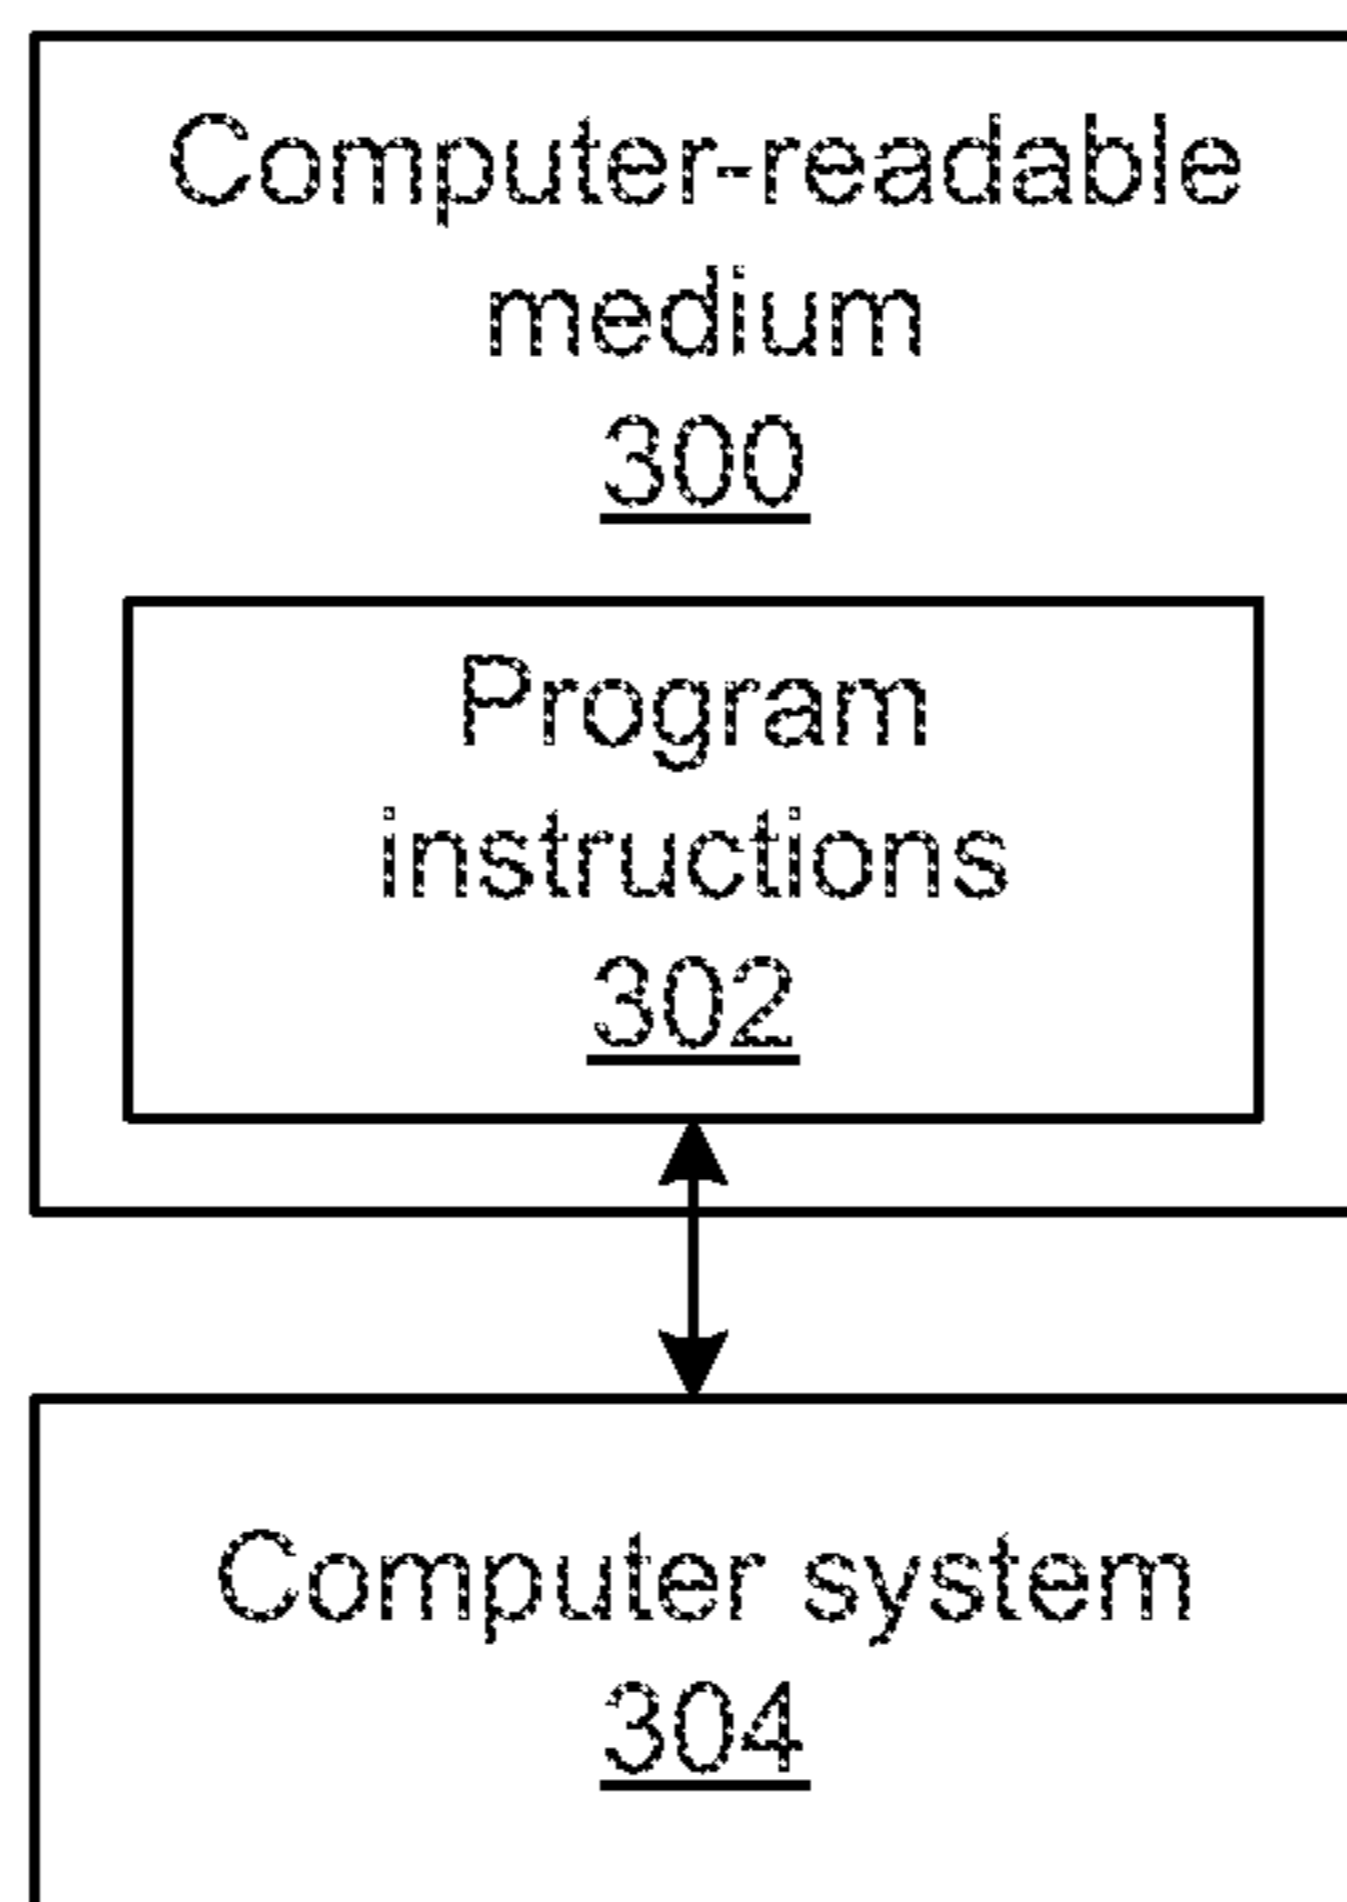 Computer-readable
medium
300
Program
instructions
302
Computer system
304